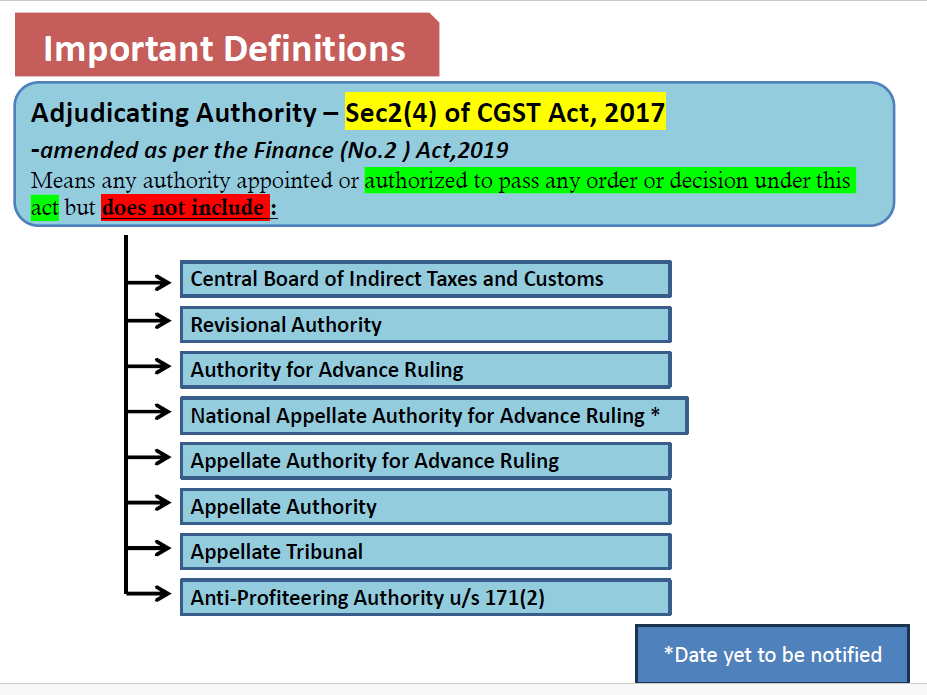 Important Definitions
Adjudicating Authority – Sec2(4) of CGST Act, 2017
-amended as per the Finance (No.2 ) Act,2019
Means any authority appointed or authorized to pass any order or decision under this
act but does not include :
Central Board of Indirect Taxes and Customs
Revisional Authority
Authority for Advance Ruling
National Appellate Authority for Advance Ruling *
Appellate Authority for Advance Ruling
Appellate Authority
Appellate Tribunal
Anti-Profiteering Authority u/s 171(2)
*Date yet to be notified